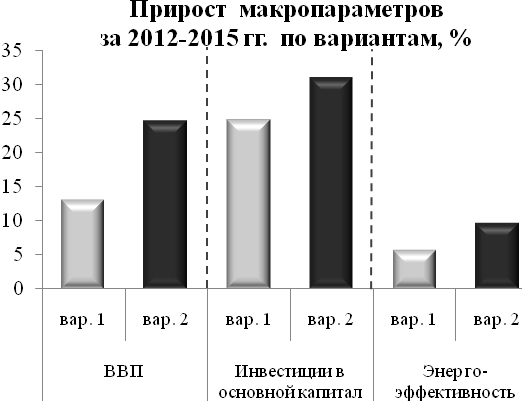 Прирост макропараметров
за 2012-2015 гг. по вариантам, %
35
30
25
20
15
10
5
0
вар. 1 вар. 2 вар. 1 вар. 2 вар. 1 вар. 2
ВВП
Инвестиции в
основной капитал
Энерго-
эффективность